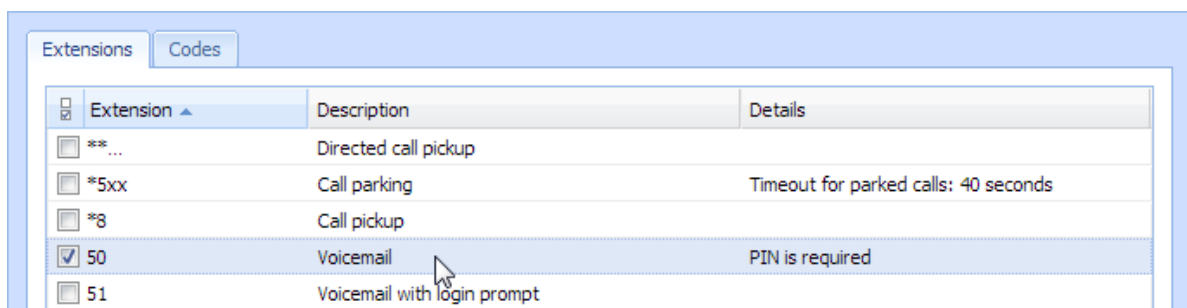 Extensions Codes
Extension Description Details
**... Directed call pickup
*5xx Call parking Timeout for parked calls: 40 seconds
*8 Call pickup
50 Voicemail PIN is required
51 Voicemail with login prompt